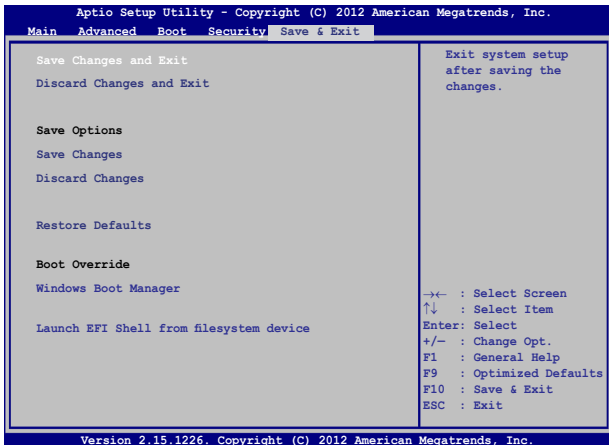 Aptio Setup Utility - Copyright (C) 2012 American Megatrends, Inc.
Main Advanced Boot Security Save & Exit
Save Changes and Exit
Discard Changes and Exit
Save Options
Save Changes
Discard Changes
Restore Defaults
Boot Override
Windows Boot Manager
Launch EFI Shell from filesystem device
Exit system setup
after saving the
changes.
→← : Select Screen
↑↓ : Select Item
Enter: Select
+/— : Change Opt.
F1 : General Help
F9 : Optimized Defaults
F10 : Save & Exit
ESC : Exit
Version 2.15.1226. Copyright (C) 2012 American Megatrends, Inc.